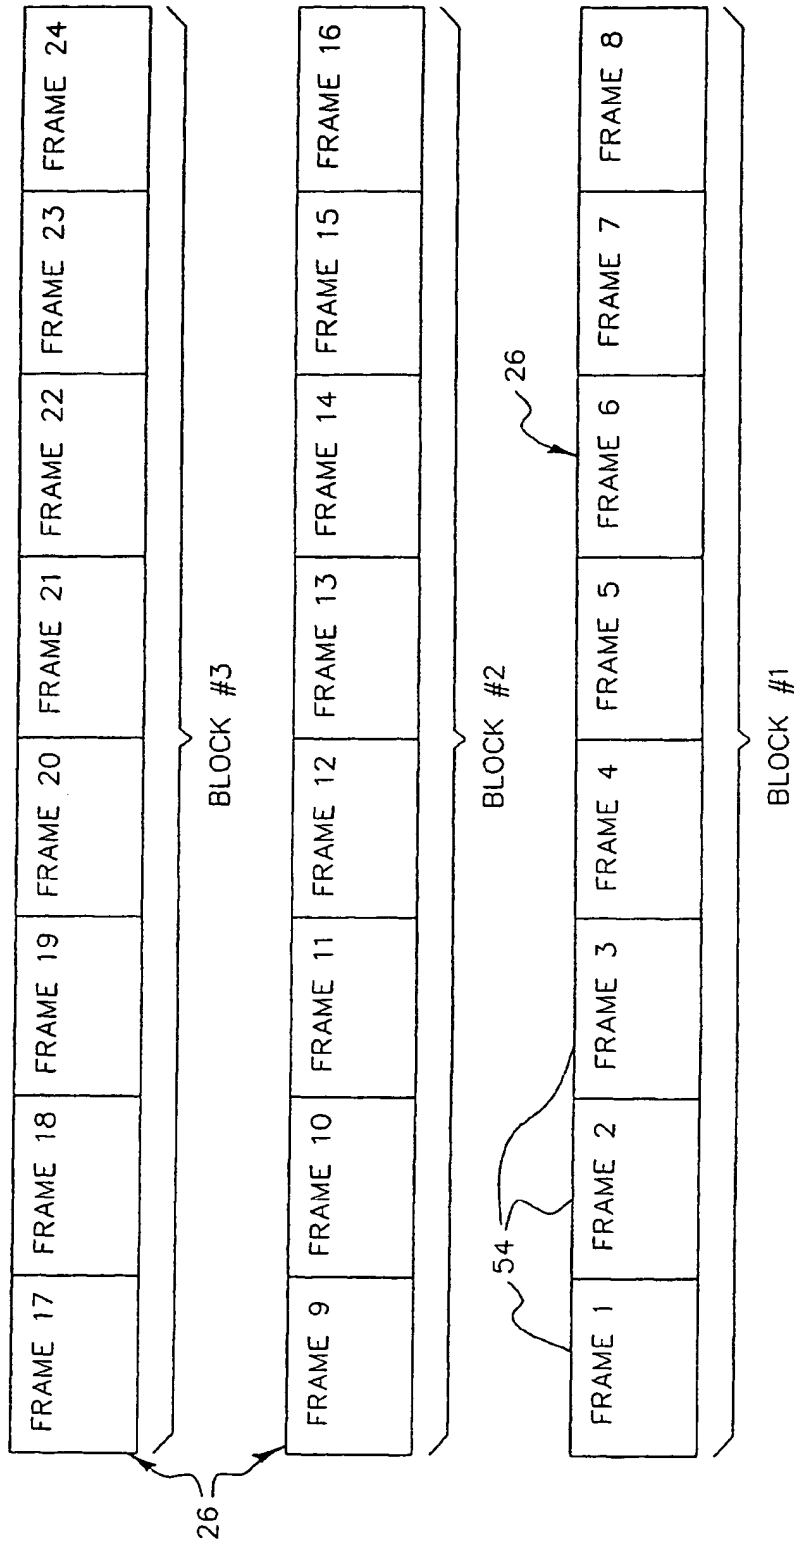 FRAME 17
FRAME 18
FRAME 19
FRAME 20
FRAME 21
FRAME 22
FRAME 23
FRAME 24
BLOCK #3
26
FRAME 9
FRAME 10
FRAME 11
FRAME 12
FRAME 13
FRAME 14
FRAME 15
FRAME 16
BLOCK #2
54
26
FRAME 1
FRAME 2
FRAME 3
FRAME 4
FRAME 5
FRAME 6
FRAME 7
FRAME 8
BLOCK #1